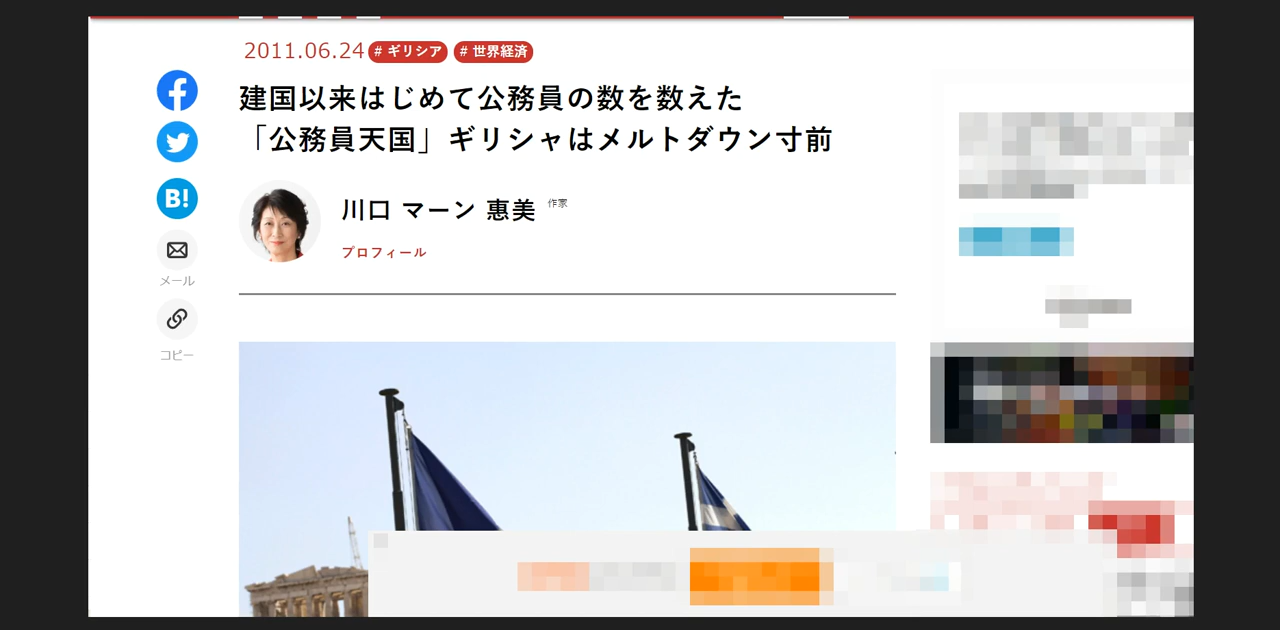 2011.06.24 # ギリシア # 世界経済
建国以来はじめて公務員の数を数えた
「公務員天国」ギリシャはメルトダウン寸前
川口 マーン 惠美 作家
プロフィール
B!
メール
コピー